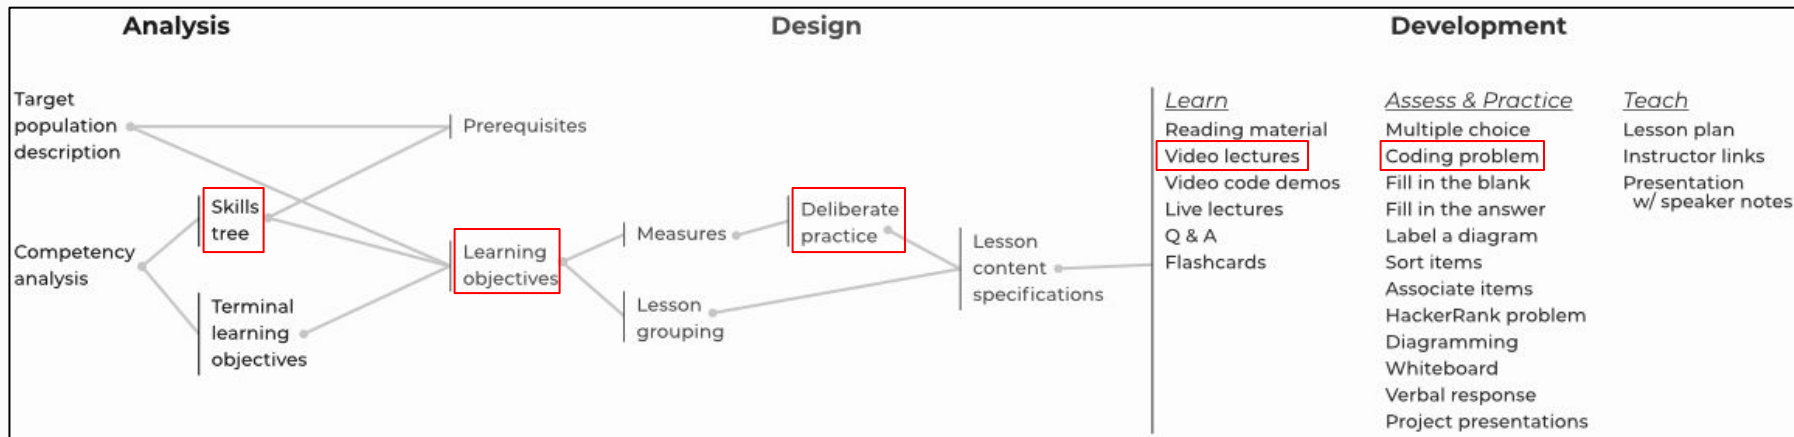 Analysis
Design
Development
Target
population
description
Prerequisites
Skills
tree
Competency
analysis
Terminal
learning
objectives
Learning
objectives
Measures
Lesson
grouping
Deliberate
practice
Lesson
content
specifications
Learn
Reading material
Video lectures
Video code demos
Live lectures
Q & A
Flashcards
Assess & Practice
Multiple choice
Coding problem
Fill in the blank
Fill in the answer
Label a diagram
Sort items
Associate items
HackerRank problem
Diagramming
Whiteboard
Verbal response
Project presentations
Teach
Lesson plan
Instructor links
Presentation
w/ speaker notes